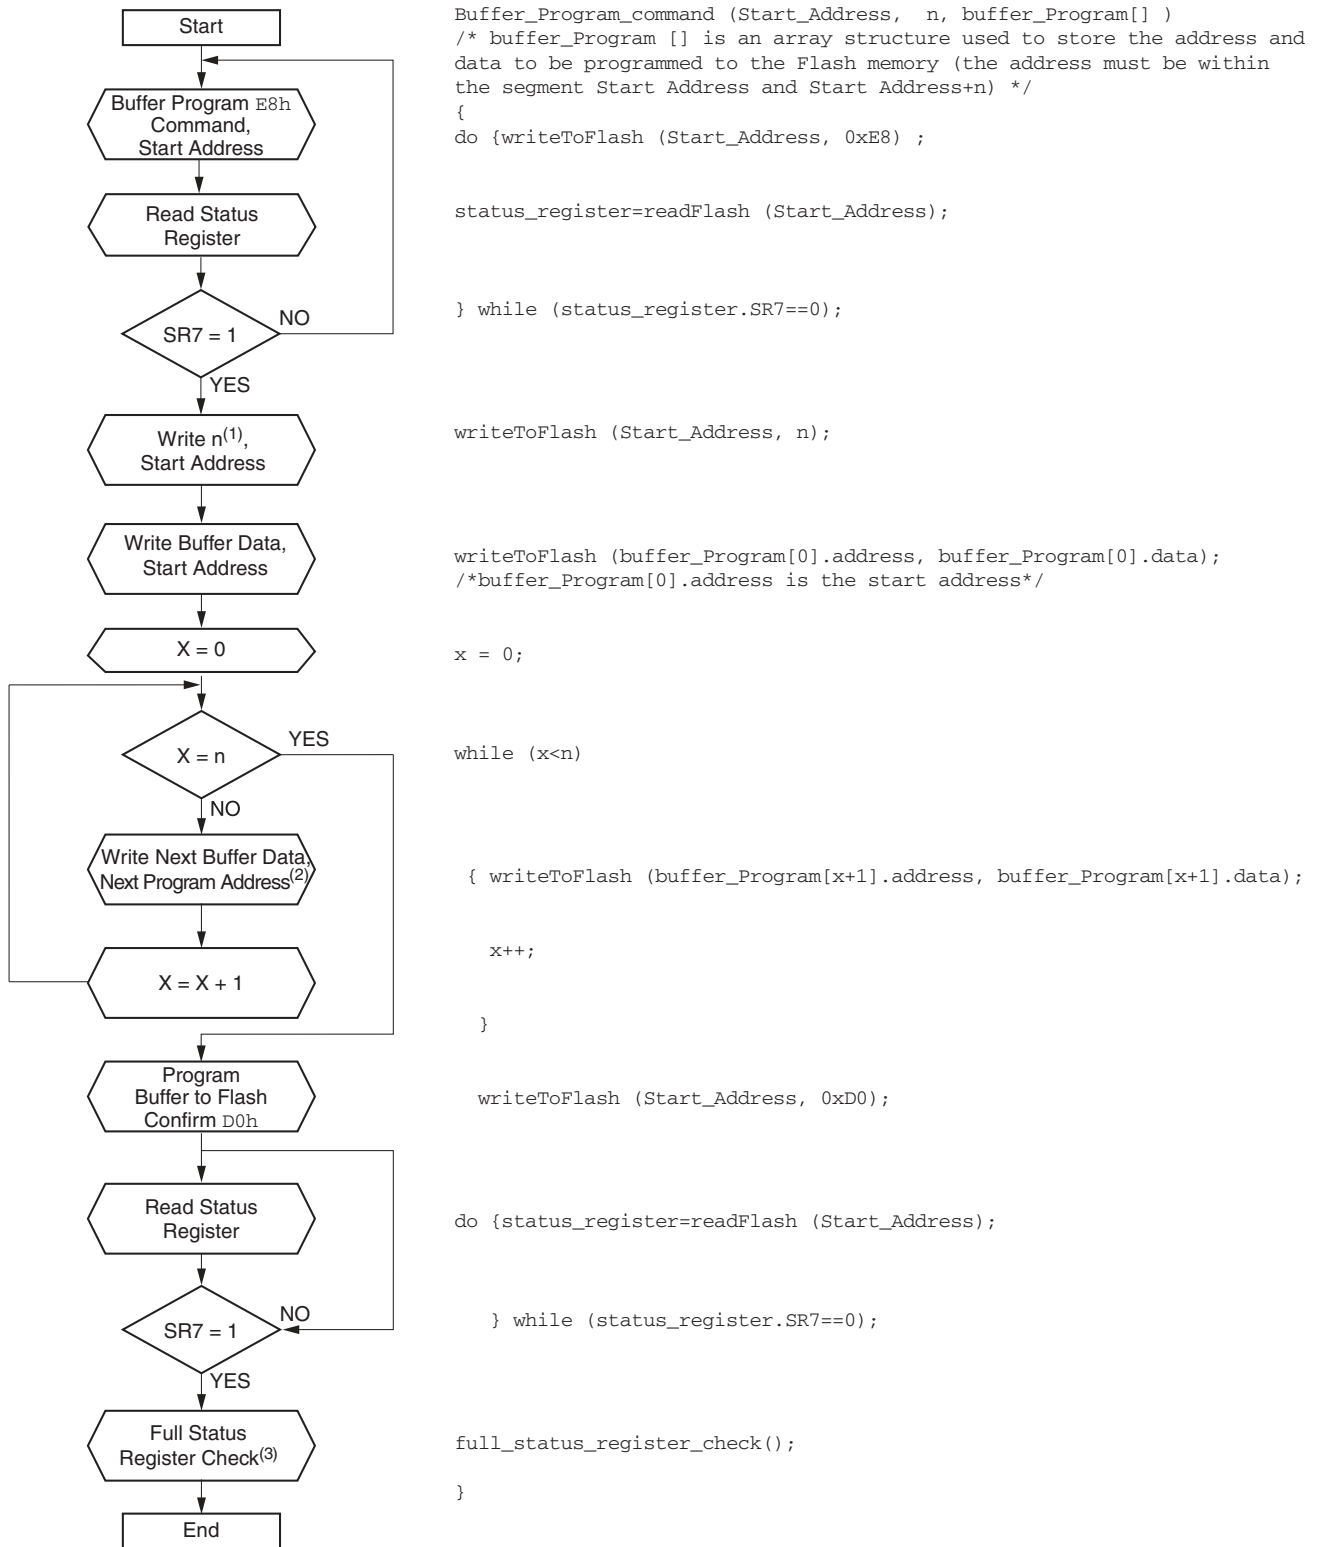 Start
Buffer_Program_command (Start_Address, n, buffer_Program[] )
/* buffer_Program [] is an array structure used to store the address and
data to be programmed to the Flash memory (the address must be within
the segment Start Address and Start Address+n) */
{
Buffer Program E8h
Command,
Start Address
do {writeToFlash (Start_Address, 0xE8) ;
Read Status
Register
status_register=readFlash (Start_Address);
SR7 = 1
NO
YES
} while (status_register.SR7==0);
Write n(1),
Start Address
writeToFlash (Start_Address, n);
Write Buffer Data,
Start Address
writeToFlash (buffer_Program[0].address, buffer_Program[0].data);
/*buffer_Program[0].address is the start address*/
X = 0
x = 0;
X = n
YES
NO
while (x<n)
Write Next Buffer Data,
Next Program Address(2)
{ writeToFlash (buffer_Program[x+1].address, buffer_Program[x+1].data);
X = X + 1
x++;
}
Program
Buffer to Flash
Confirm D0h
writeToFlash (Start_Address, 0xD0);
Read Status
Register
do {status_register=readFlash (Start_Address);
SR7 = 1
NO
YES
} while (status_register.SR7==0);
Full Status
Register Check(3)
full_status_register_check();
}
End